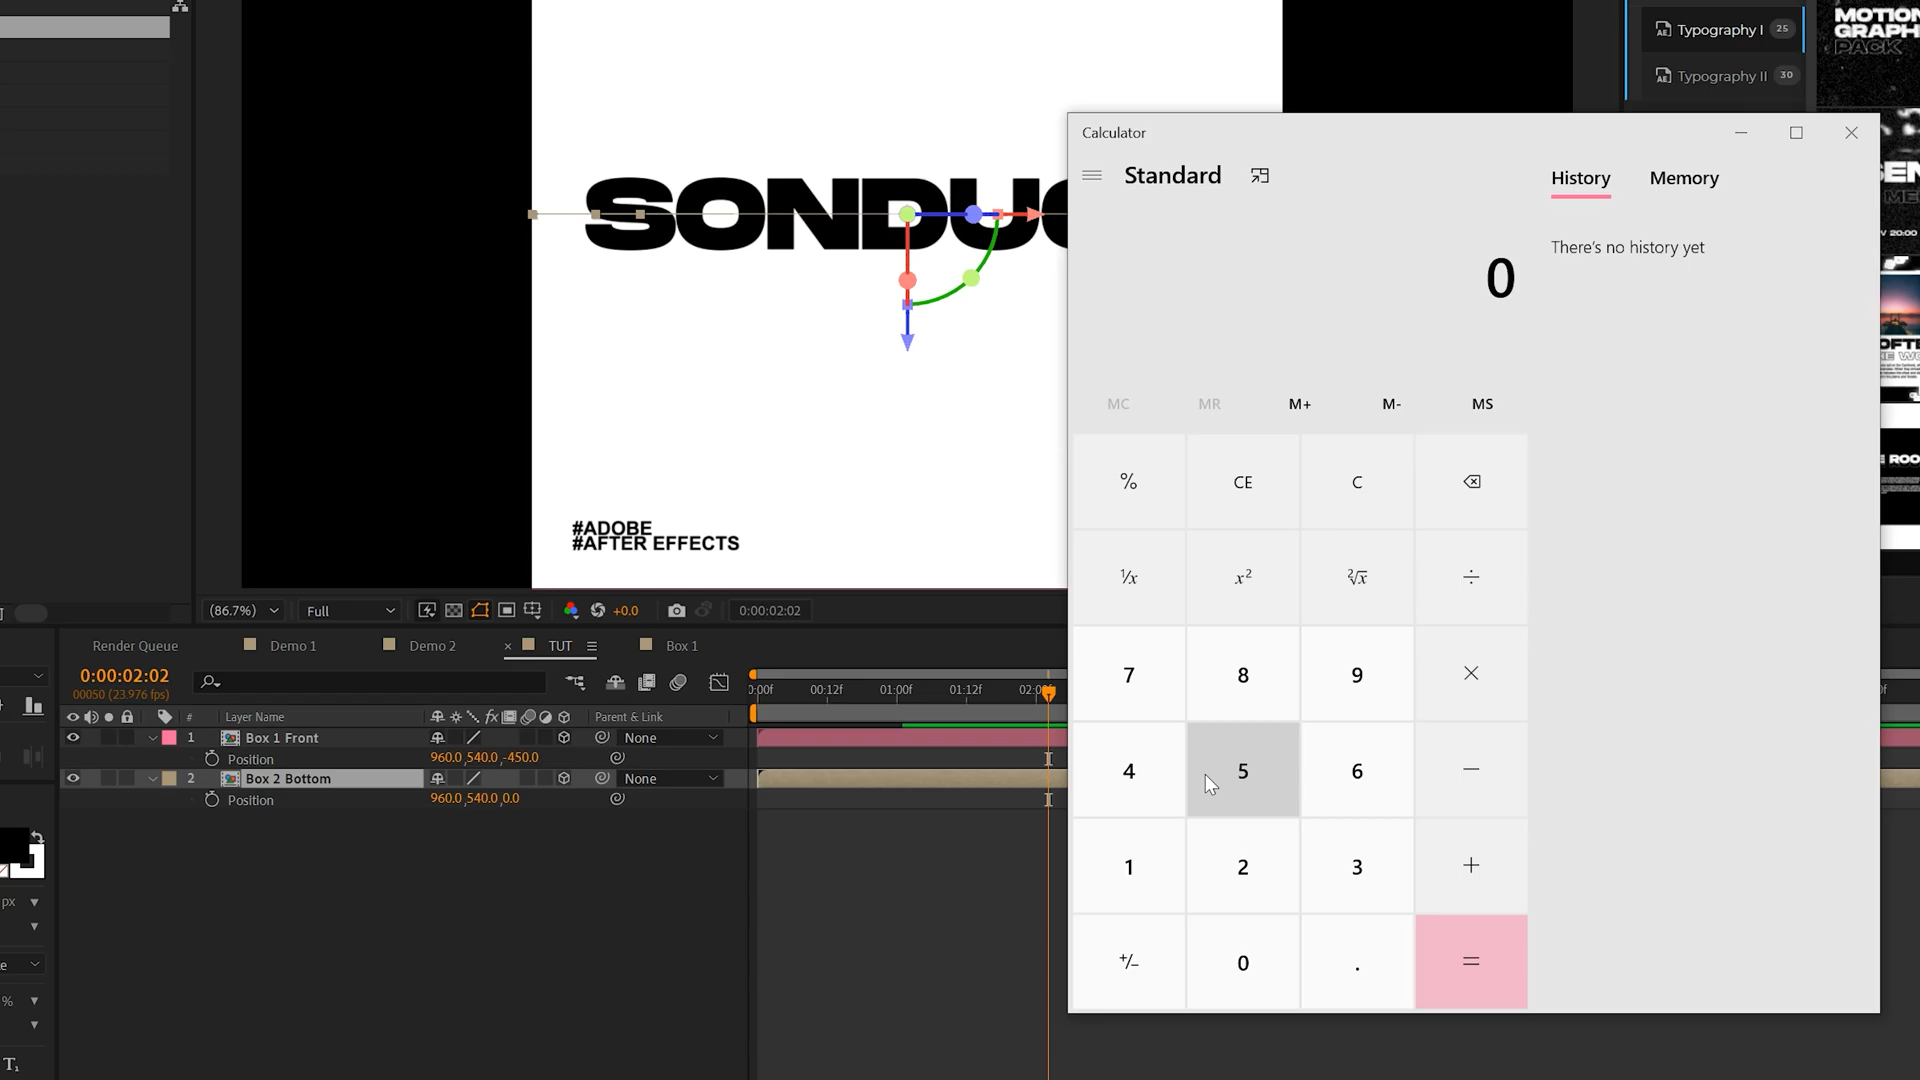 Typography I 25
Typography II 30
MOTION
GRAPH
PACK
Calculator
Standard
History
Memory
There's no history yet
0
SONDU
MC MR M+ M- MS
% CE C
⅟x x² ²√x ÷
7 8 9 ×
4 5 6 −
1 2 3 +
+/− 0 . =
#ADOBE
#AFTER EFFECTS
(86.7%) Full +0.0 0:00:02:02
Render Queue Demo 1 Demo 2 × TUT Box 1
0:00:02:02
00050 (23.976 fps)
0:00f 00:12f 01:00f 01:12f 02:00f
# Layer Name fx Parent & Link
1 Box 1 Front None
Position 960.0,540.0,-450.0
2 Box 2 Bottom None
Position 960.0,540.0,0.0
px
%
V 20:00